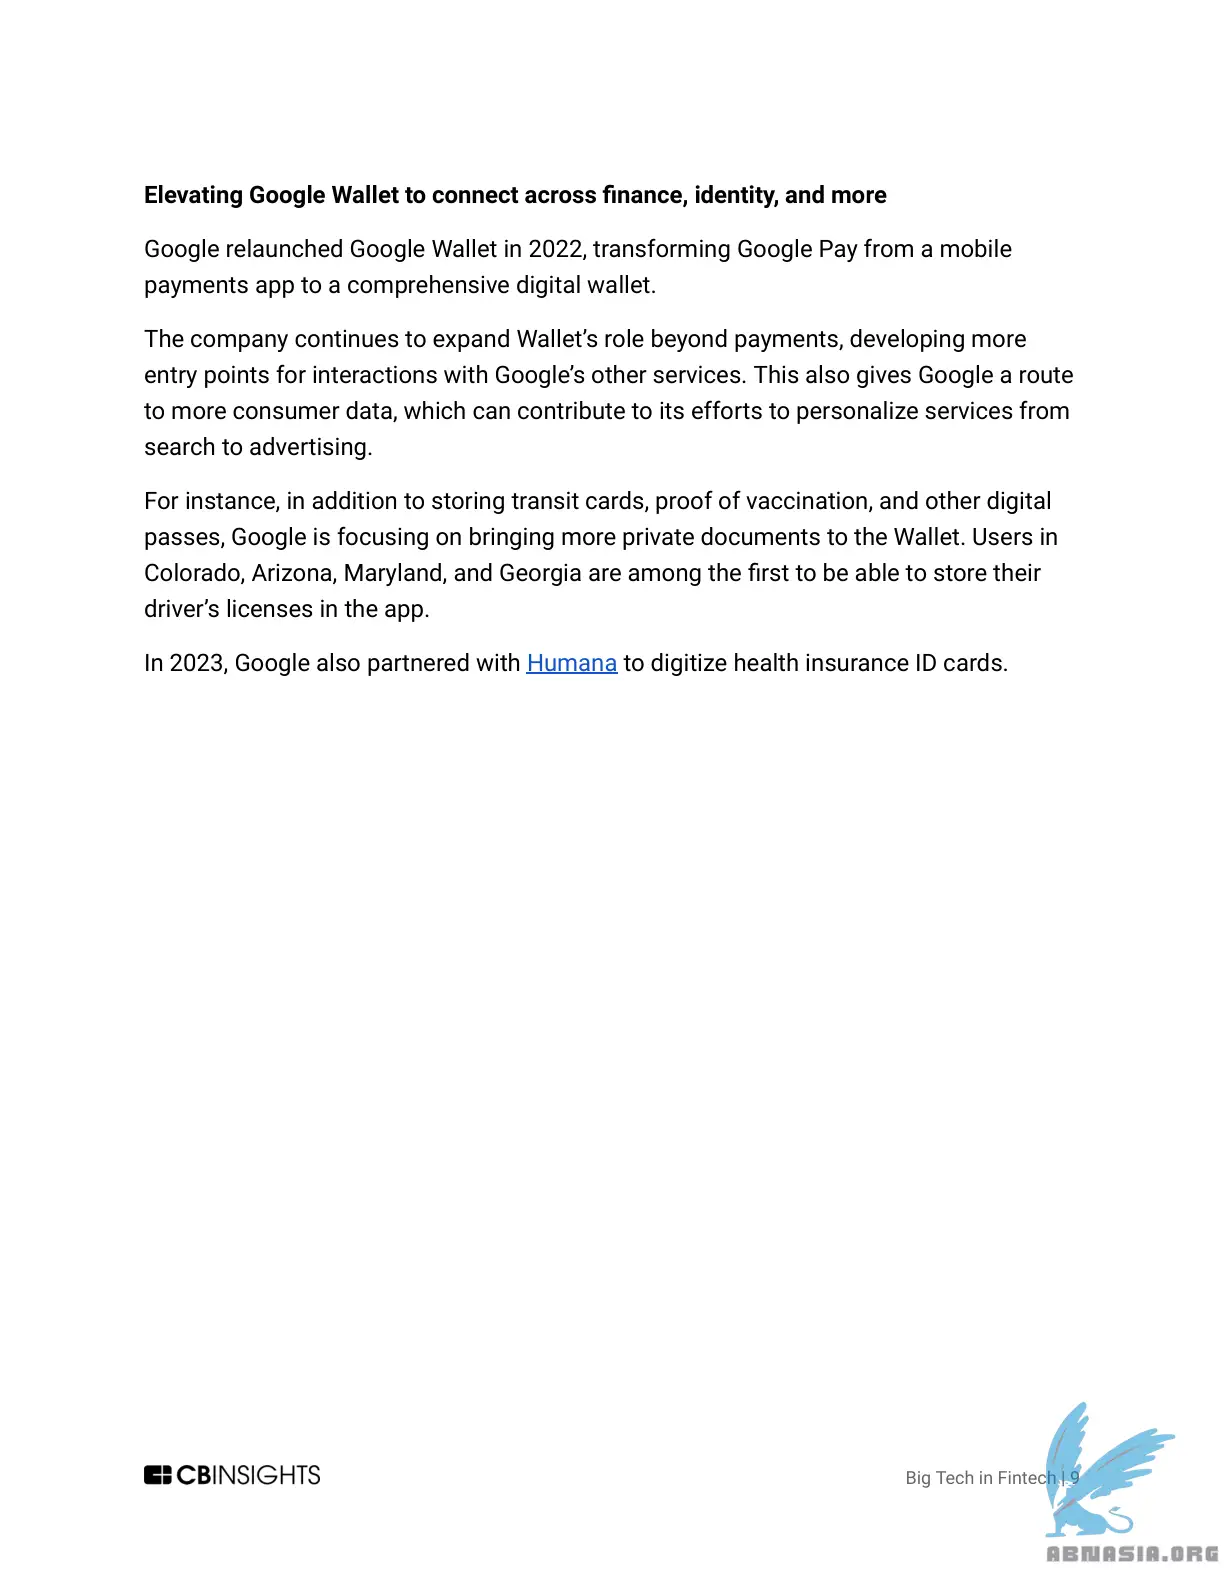 Elevating Google Wallet to connect across finance, identity, and more
Google relaunched Google Wallet in 2022, transforming Google Pay from a mobile
payments app to a comprehensive digital wallet.
The company continues to expand Wallet’s role beyond payments, developing more
entry points for interactions with Google’s other services. This also gives Google a route
to more consumer data, which can contribute to its efforts to personalize services from
search to advertising.
For instance, in addition to storing transit cards, proof of vaccination, and other digital
passes, Google is focusing on bringing more private documents to the Wallet. Users in
Colorado, Arizona, Maryland, and Georgia are among the first to be able to store their
driver’s licenses in the app.
In 2023, Google also partnered with Humana to digitize health insurance ID cards.
CBINSIGHTS
Big Tech in Fintech | 9
ABNASIA.ORG